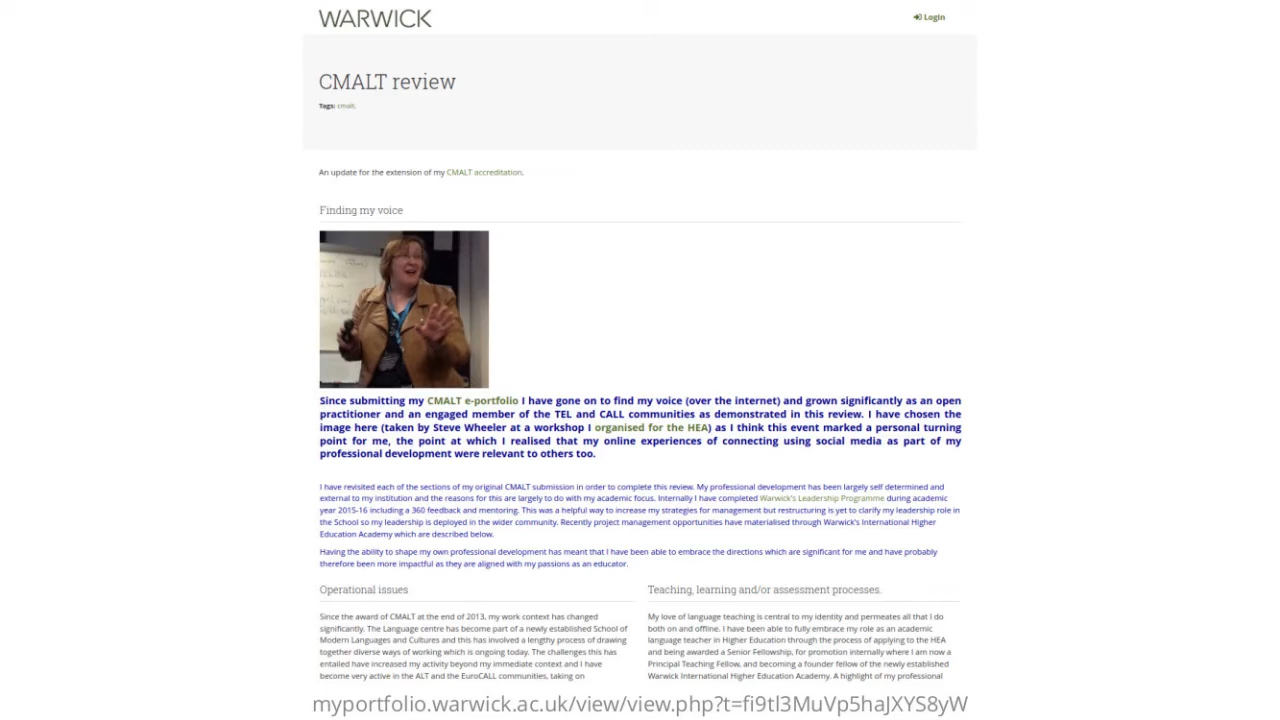 WARWICK
Login
CMALT review
Tags: cmalt.
An update for the extension of my CMALT accreditation.
Finding my voice
Since submitting my CMALT e-portfolio I have gone on to find my voice (over the internet) and grown significantly as an open
practitioner and an engaged member of the TEL and CALL communities as demonstrated in this review. I have chosen the
image here (taken by Steve Wheeler at a workshop I organised for the HEA) as I think this event marked a personal turning
point for me, the point at which I realised that my online experiences of connecting using social media as part of my
professional development were relevant to others too.
I have revisited each of the sections of my original CMALT submission in order to complete this review. My professional development has been largely self determined and
external to my institution and the reasons for this are largely to do with my academic focus. Internally I have completed Warwick's Leadership Programme during academic
year 2015-16 including a 360 feedback and mentoring. This was a helpful way to increase my strategies for management but restructuring is yet to clarify my leadership role in
the School so my leadership is deployed in the wider community. Recently project management opportunities have materialised through Warwick's International Higher
Education Academy which are described below.
Having the ability to shape my own professional development has meant that I have been able to embrace the directions which are significant for me and have probably
therefore been more impactful as they are aligned with my passions as an educator.
Operational issues
Since the award of CMALT at the end of 2013, my work context has changed
significantly. The Language centre has become part of a newly established School of
Modern Languages and Cultures and this has involved a lengthy process of drawing
together diverse ways of working which is ongoing today. The challenges this has
entailed have increased my activity beyond my immediate context and I have
become very active in the ALT and the EuroCALL communities, taking on
Teaching, learning and/or assessment processes.
My love of language teaching is central to my identity and permeates all that I do
both on and offline. I have been able to fully embrace my role as an academic
language teacher in Higher Education through the process of applying to the HEA
and being awarded a Senior Fellowship, for promotion internally where I am now a
Principal Teaching Fellow, and becoming a founder fellow of the newly established
Warwick International Higher Education Academy. A highlight of my professional
myportfolio.warwick.ac.uk/view/view.php?t=fi9tl3MuVp5haJXYS8yW